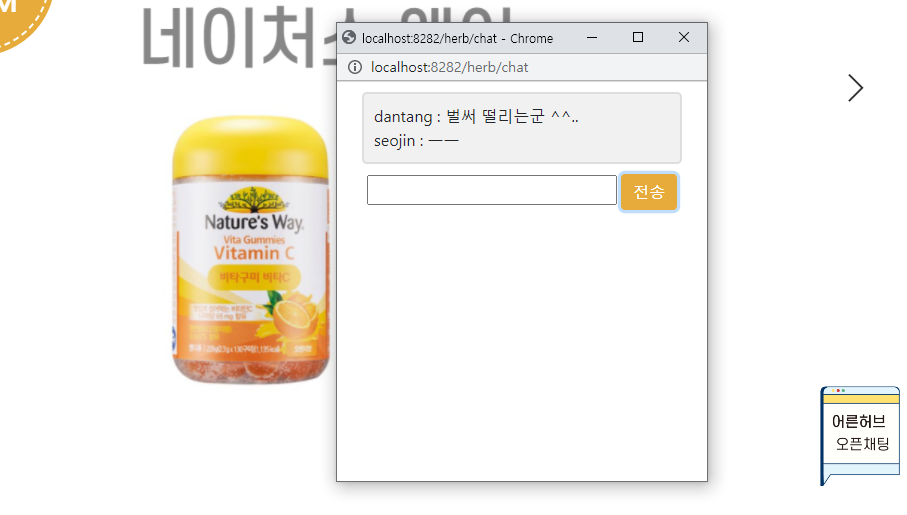 M
네이처스 웨이
localhost:8282/herb/chat - Chrome
localhost:8282/herb/chat
dantang : 벌써 떨리는군 ^^..
seojin : ㅡㅡ
전송
Nature's Way
Vita Gummies
Vitamin C
비타구미 비타C
어른허브
오픈채팅